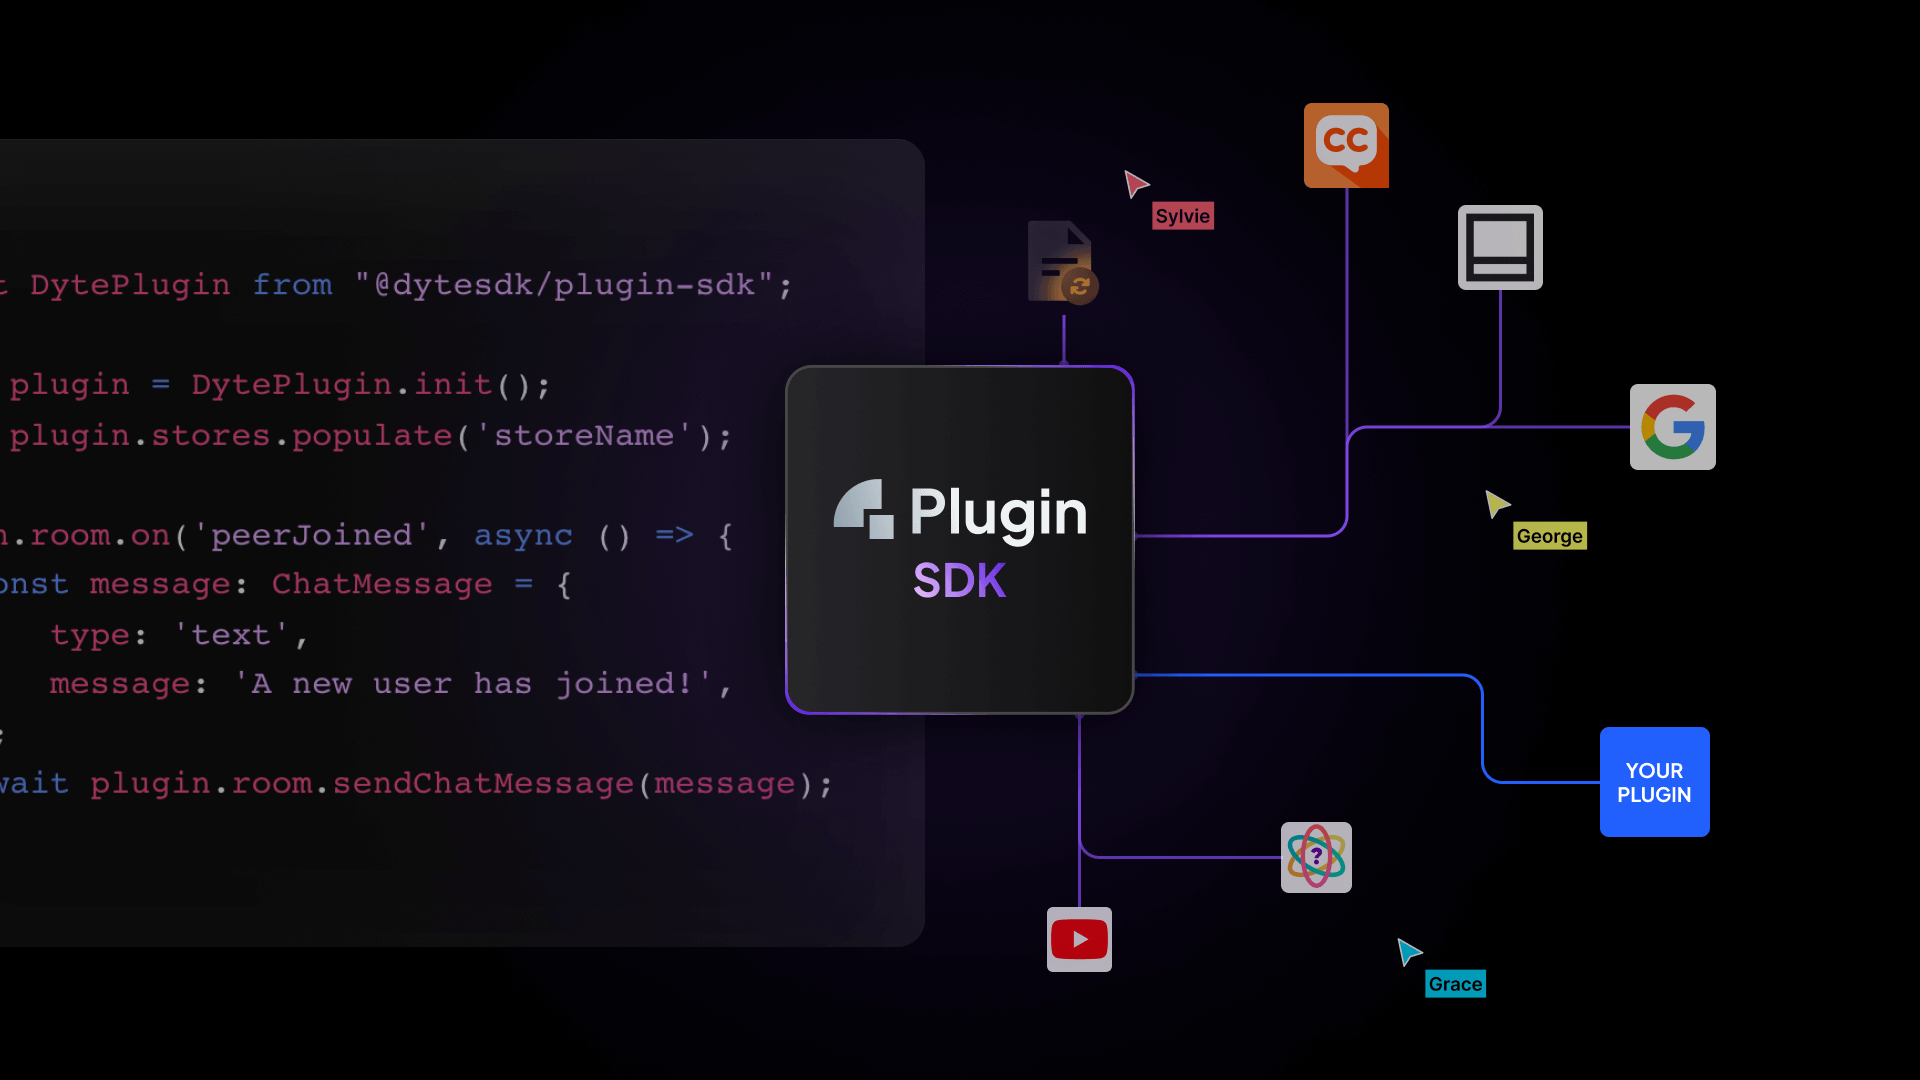 DytePlugin from "@dytesdk/plugin-sdk";
plugin = DytePlugin.init();
plugin.stores.populate('storeName');
.room.on('peerJoined', async () => {
onst message: ChatMessage = {
type: 'text',
message: 'A new user has joined!',
;
wait plugin.room.sendChatMessage(message);
Plugin
SDK
Sylvie
CC
George
YOUR
PLUGIN
?
Grace